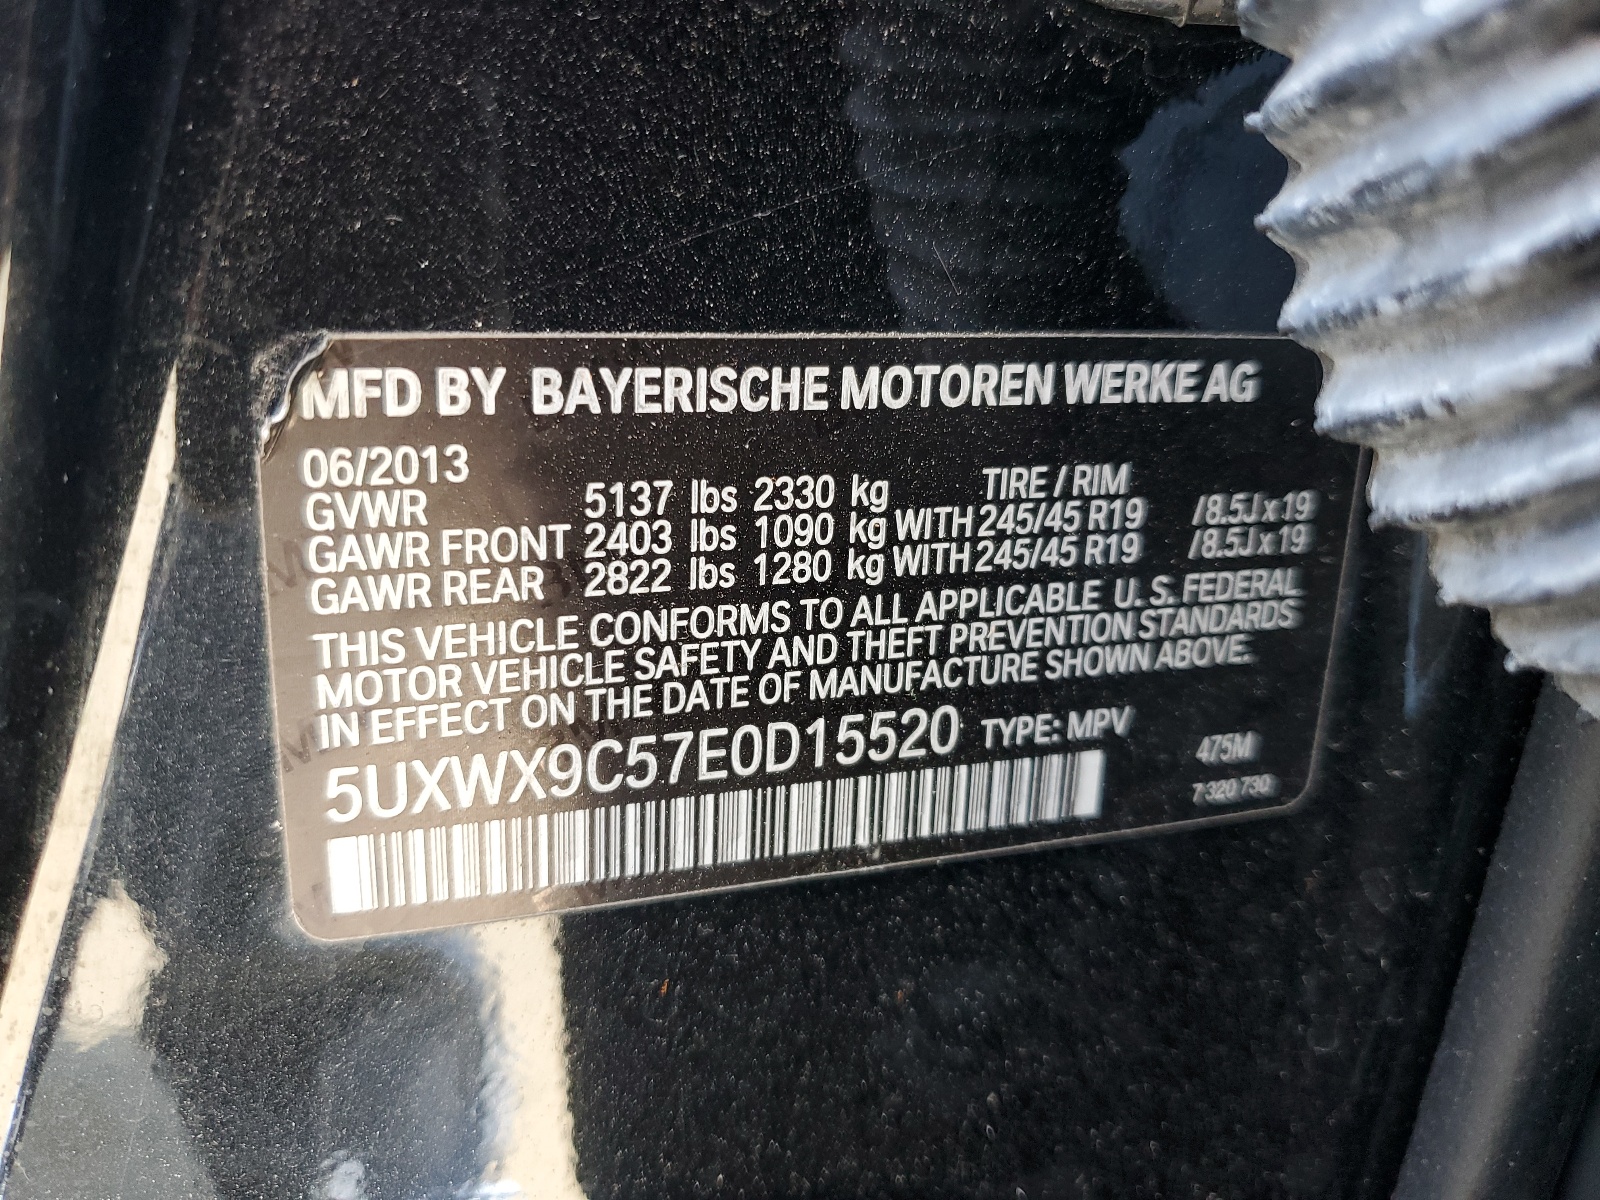 MFD BY BAYERISCHE MOTOREN WERKE AG
06/2013 TIRE / RIM
GVWR 5137 lbs 2330 kg
GAWR FRONT 2403 lbs 1090 kg WITH 245/45 R19 /8.5J x 19
GAWR REAR 2822 lbs 1280 kg WITH 245/45 R19 /8.5J x 19
THIS VEHICLE CONFORMS TO ALL APPLICABLE U. S. FEDERAL
MOTOR VEHICLE SAFETY AND THEFT PREVENTION STANDARDS
IN EFFECT ON THE DATE OF MANUFACTURE SHOWN ABOVE.
5UXWX9C57E0D15520 TYPE: MPV
475M
7 320 730